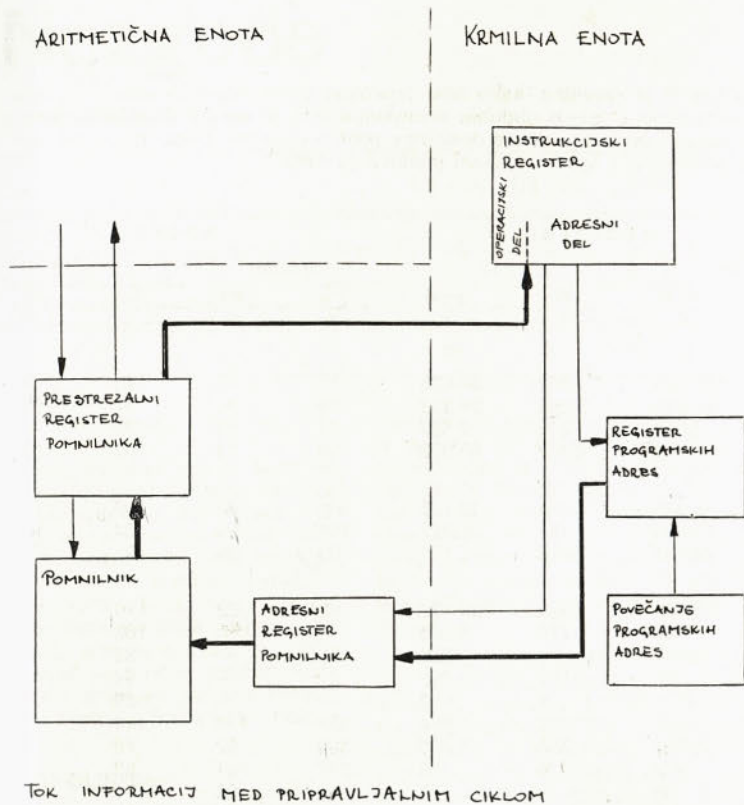 ARITMETIČNA ENOTA
KRMILNA ENOTA
INSTRUKCIJSKI
REGISTER
OPERACIJSKI
DEL
ADRESNI
DEL
PRESTREZALNI
REGISTER
POMNILNIKA
REGISTER
PROGRAMSKIH
ADRES
POMNILNIK
ADRESNI
REGISTER
POMNILNIKA
POVEČANJE
PROGRAMSKIH
ADRES
TOK INFORMACIJ MED PRIPRAVLJALNIM CIKLOM